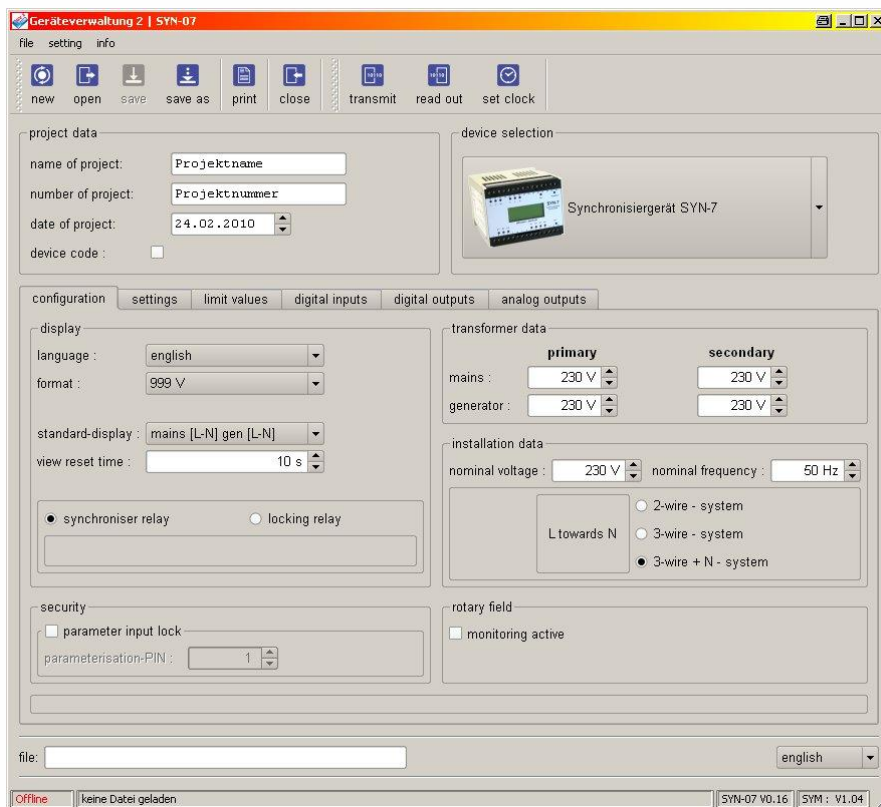 Geräteverwaltung 2 | SYN-07
file setting info
new open save save as print close transmit read out set clock
project data
name of project: Projektname
number of project: Projektnummer
date of project: 24.02.2010
device code :
device selection
Synchronisiergerät SYN-7
configuration settings limit values digital inputs digital outputs analog outputs
display
language : english
format : 999 V
standard-display : mains [L-N] gen [L-N]
view reset time : 10 s
synchroniser relay locking relay
transformer data
primary secondary
mains : 230 V 230 V
generator : 230 V 230 V
installation data
nominal voltage : 230 V nominal frequency : 50 Hz
L towards N
2-wire - system
3-wire - system
3-wire + N - system
security
parameter input lock
parameterisation-PIN : 1
rotary field
monitoring active
file: english
Offline keine Datei geladen SYN-07 V0.16 SYM : V1.04